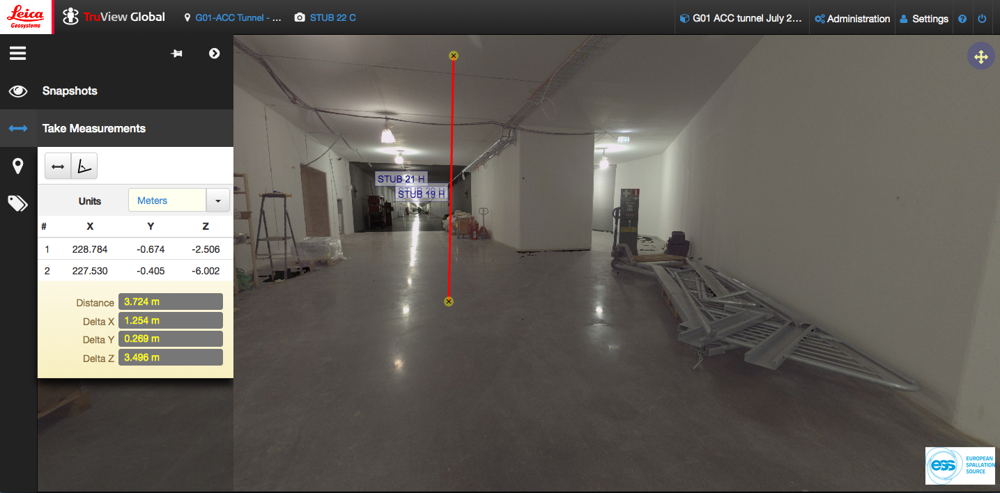 Leica
Geosystems
TruView Global
G01-ACC Tunnel - ...
STUB 22 C
G01 ACC tunnel July 2...
Administration
Settings
?
Snapshots
Take Measurements
Units Meters
# X Y Z
1 228.784 -0.674 -2.506
2 227.530 -0.405 -6.002
Distance 3.724 m
Delta X 1.254 m
Delta Y 0.269 m
Delta Z 3.496 m
STUB 21 H
STUB 19 H
ess
EUROPEAN
SPALLATION
SOURCE